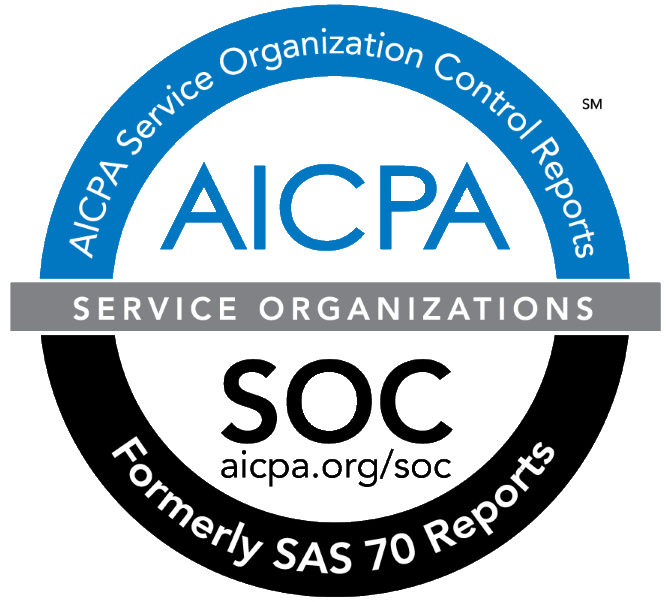 AICPA Service Organization Control Reports
SM
AICPA
SERVICE ORGANIZATIONS
SOC
aicpa.org/soc
Formerly SAS 70 Reports